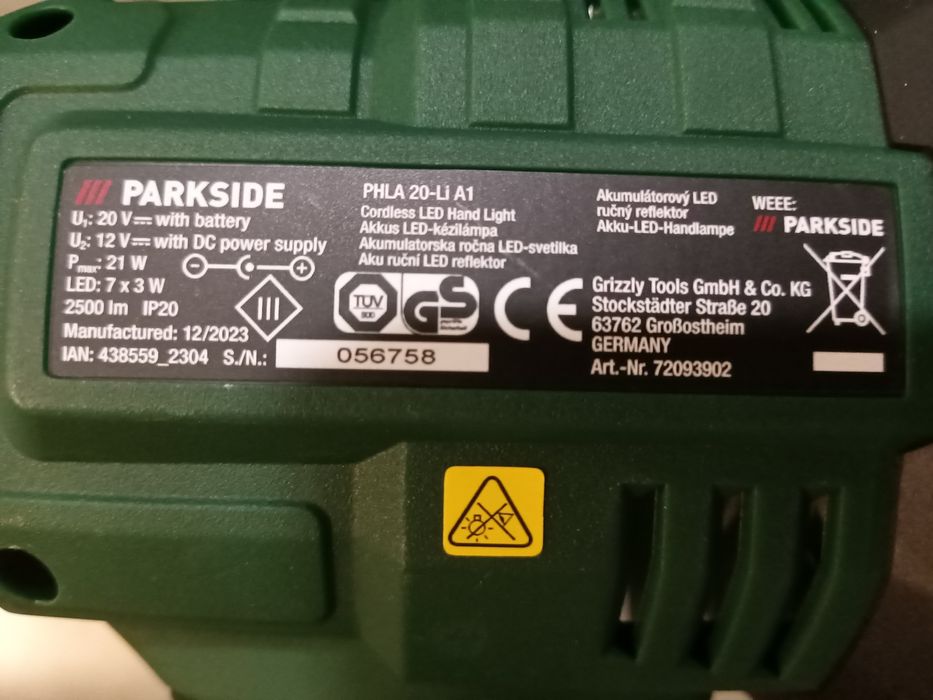 PARKSIDE
U₁: 20 V⎓ with battery
U₂: 12 V⎓ with DC power supply
Pmax: 21 W
LED: 7 x 3 W
2500 lm IP20
Manufactured: 12/2023
IAN: 438559_2304 S./N.: 056758
PHLA 20-Li A1
Cordless LED Hand Light
Akkus LED-kézilámpa
Akumulatorska ročna LED-svetilka
Aku ruční LED reflektor
Akumulátorový LED
ručný reflektor
Akku-LED-Handlampe
III
TÜV
SÜD
GS
CE
Grizzly Tools GmbH & Co. KG
Stockstädter Straße 20
63762 Großostheim
GERMANY
Art.-Nr. 72093902
WEEE:
PARKSIDE